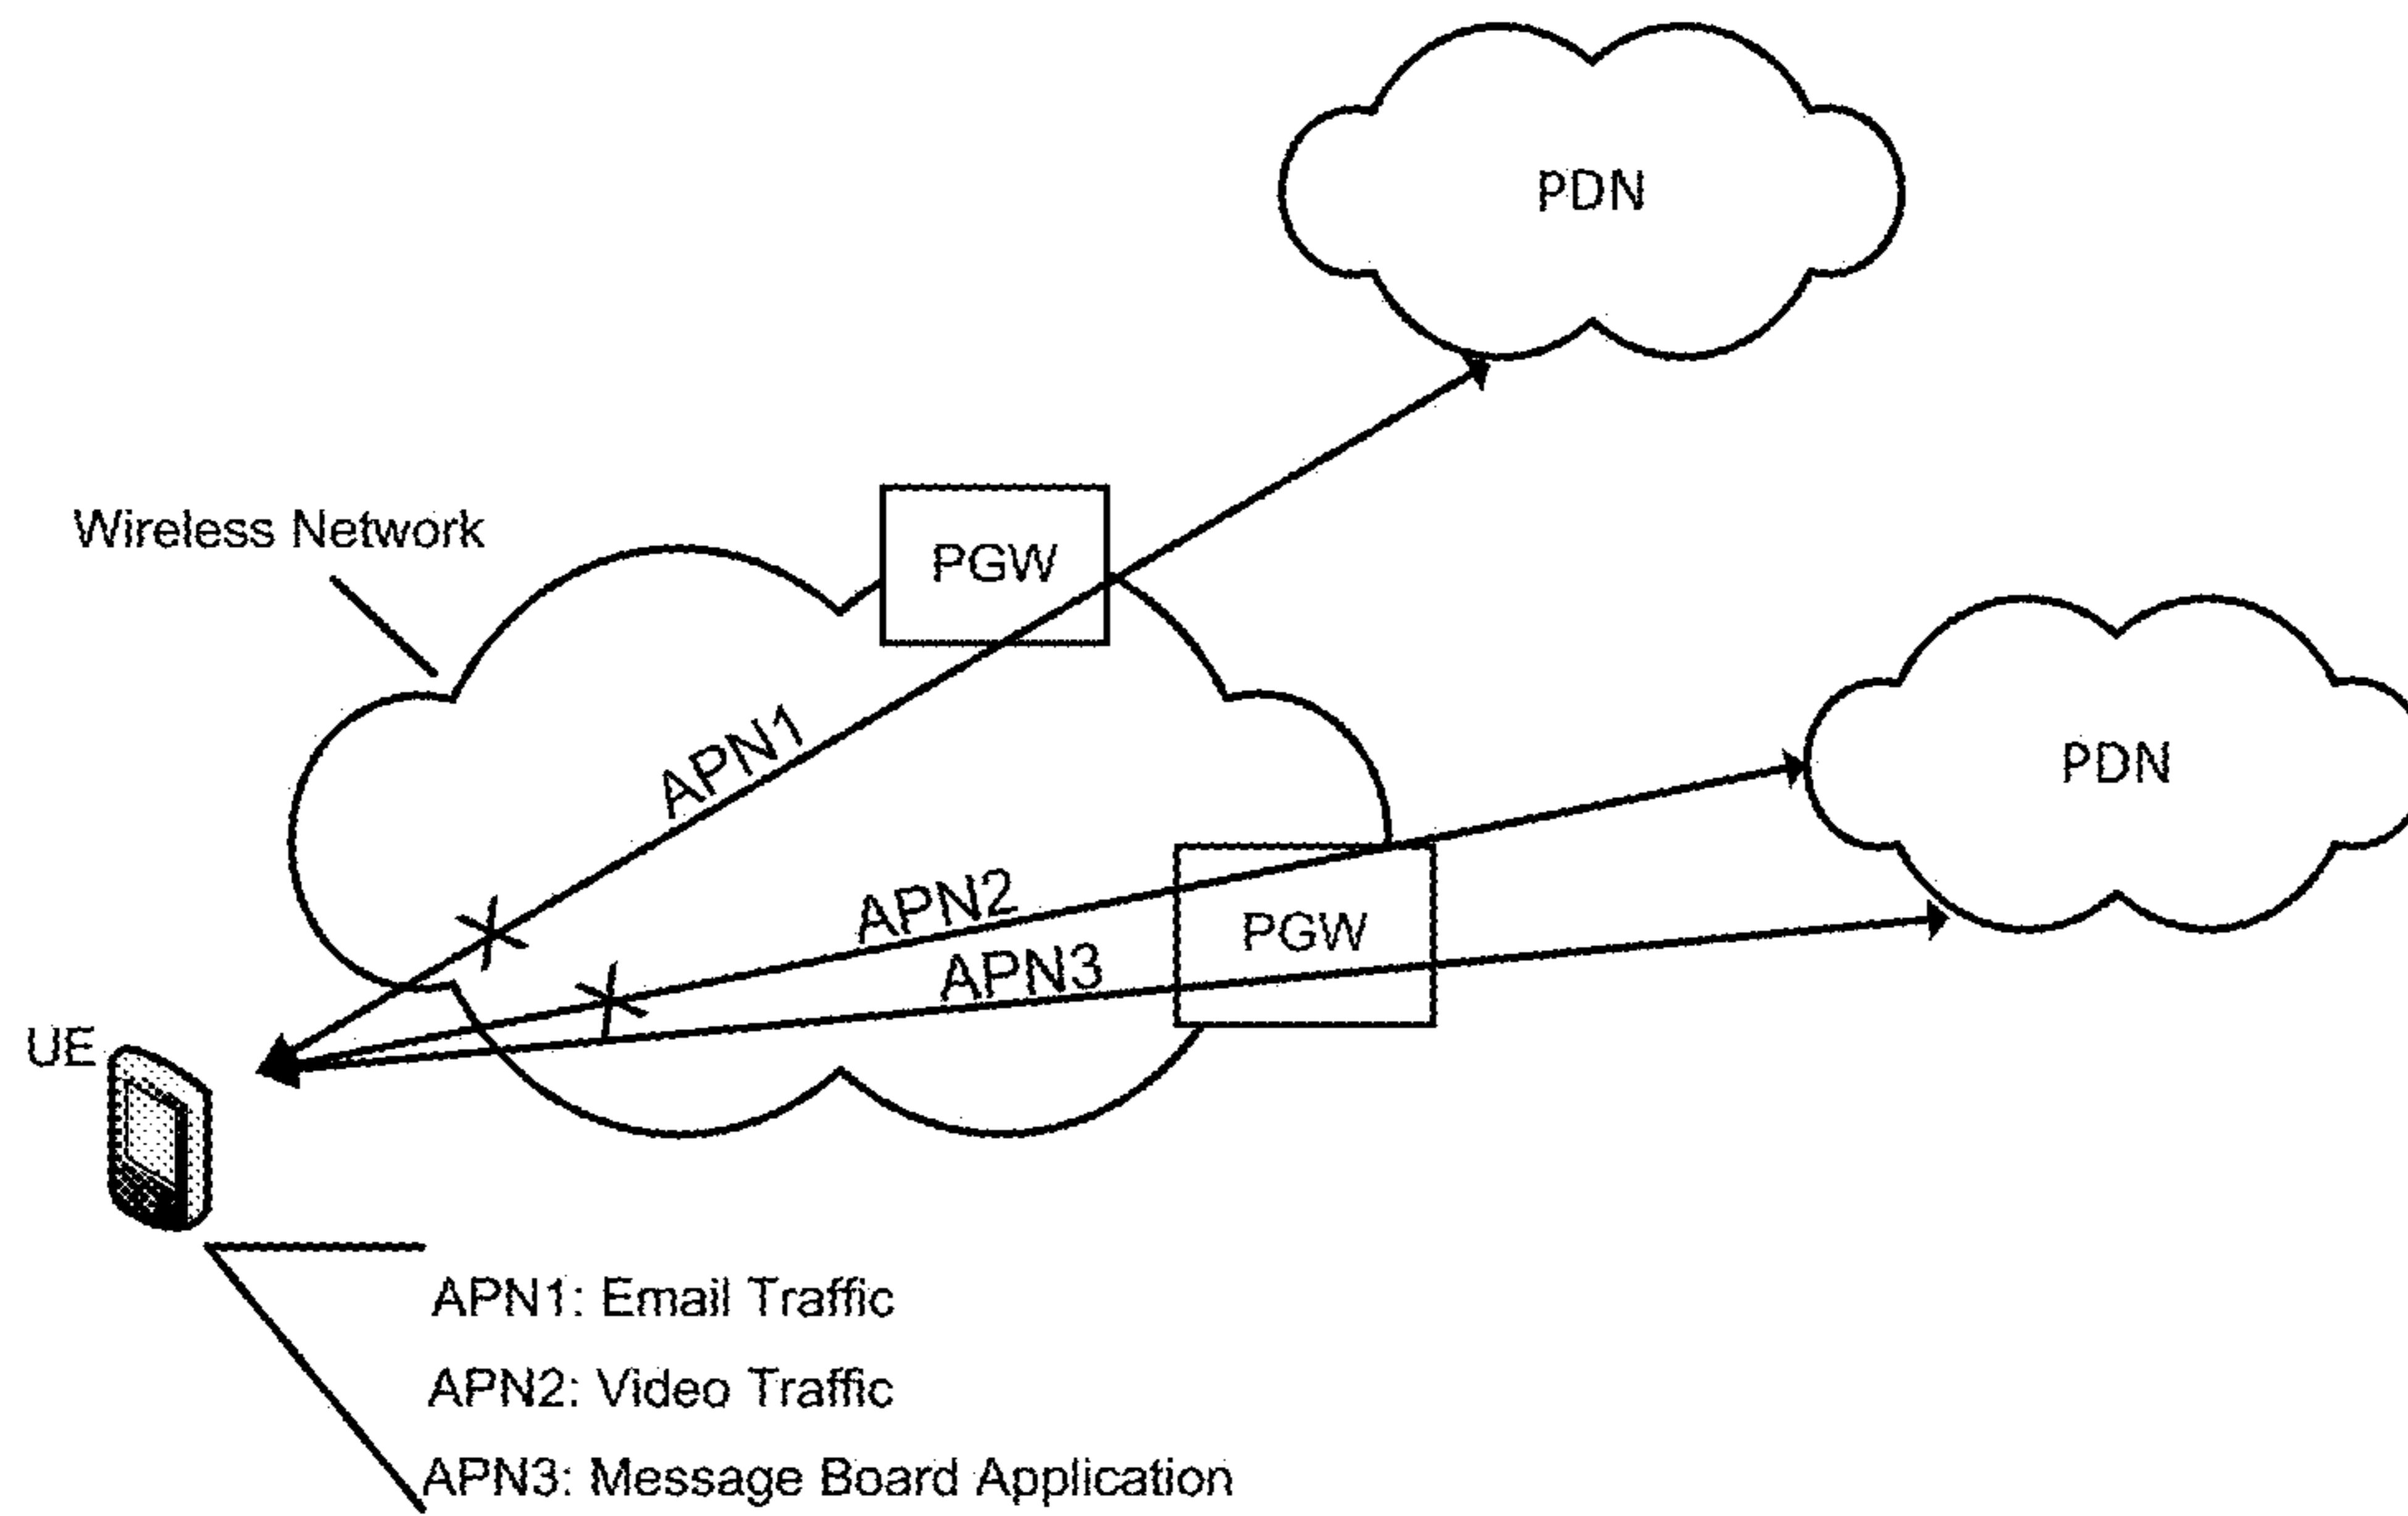 PDN
Wireless Network
PGW
APN1
PDN
APN2
PGW
APN3
UE
APN1: Email Traffic
APN2: Video Traffic
APN3: Message Board Application